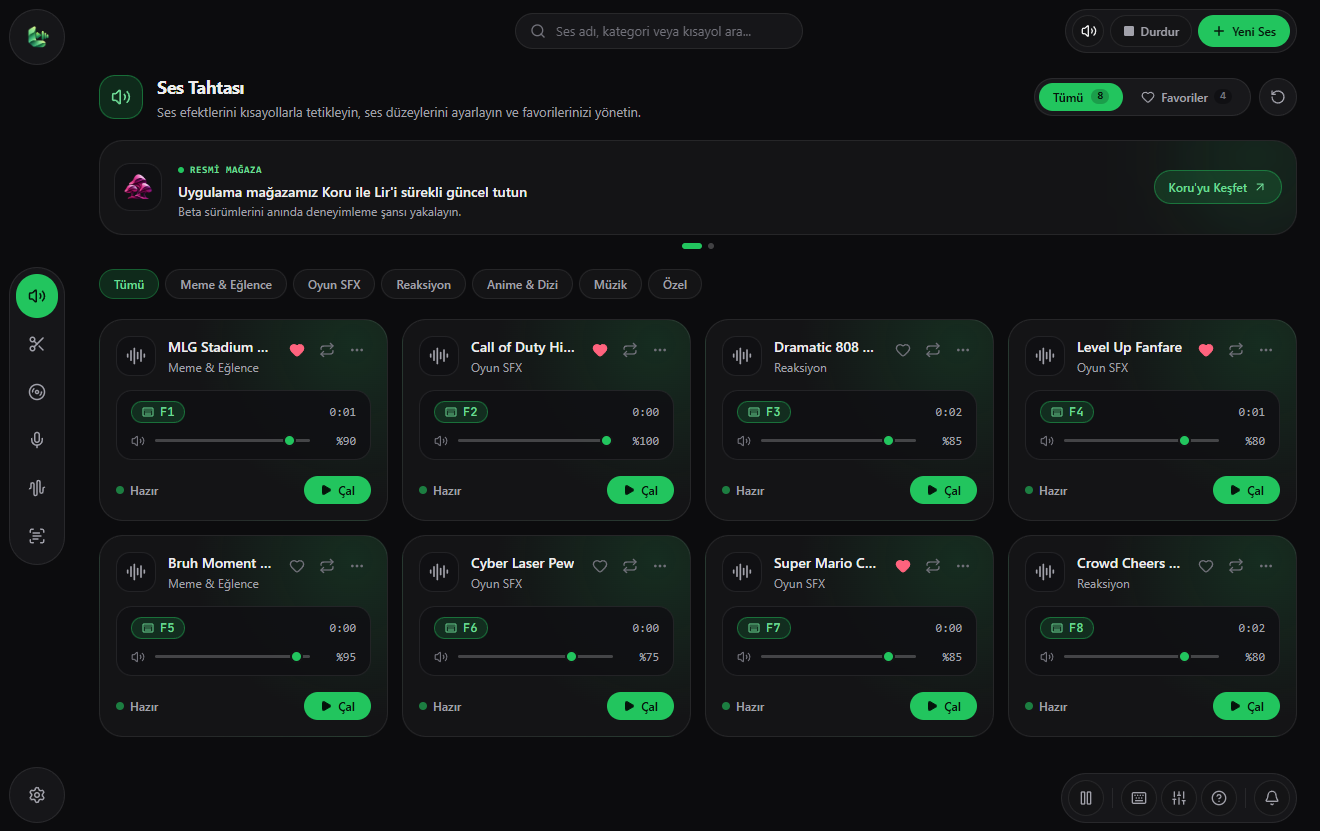 Ses adı, kategori veya kısayol ara...
Durdur
Yeni Ses
Ses Tahtası
Ses efektlerini kısayollarla tetikleyin, ses düzeylerini ayarlayın ve favorilerinizi yönetin.
Tümü 8
Favoriler 4
RESMİ MAĞAZA
Uygulama mağazamız Koru ile Lir'i sürekli güncel tutun
Beta sürümlerini anında deneyimleme şansı yakalayın.
Koru'yu Keşfet
Tümü
Meme & Eğlence
Oyun SFX
Reaksiyon
Anime & Dizi
Müzik
Özel
MLG Stadium ...
Meme & Eğlence
F1
0:01
%90
Hazır
Çal
Call of Duty Hi...
Oyun SFX
F2
0:00
%100
Hazır
Çal
Dramatic 808 ...
Reaksiyon
F3
0:02
%85
Hazır
Çal
Level Up Fanfare
Oyun SFX
F4
0:01
%80
Hazır
Çal
Bruh Moment ...
Meme & Eğlence
F5
0:00
%95
Hazır
Çal
Cyber Laser Pew
Oyun SFX
F6
0:00
%75
Hazır
Çal
Super Mario C...
Oyun SFX
F7
0:00
%85
Hazır
Çal
Crowd Cheers ...
Reaksiyon
F8
0:02
%80
Hazır
Çal